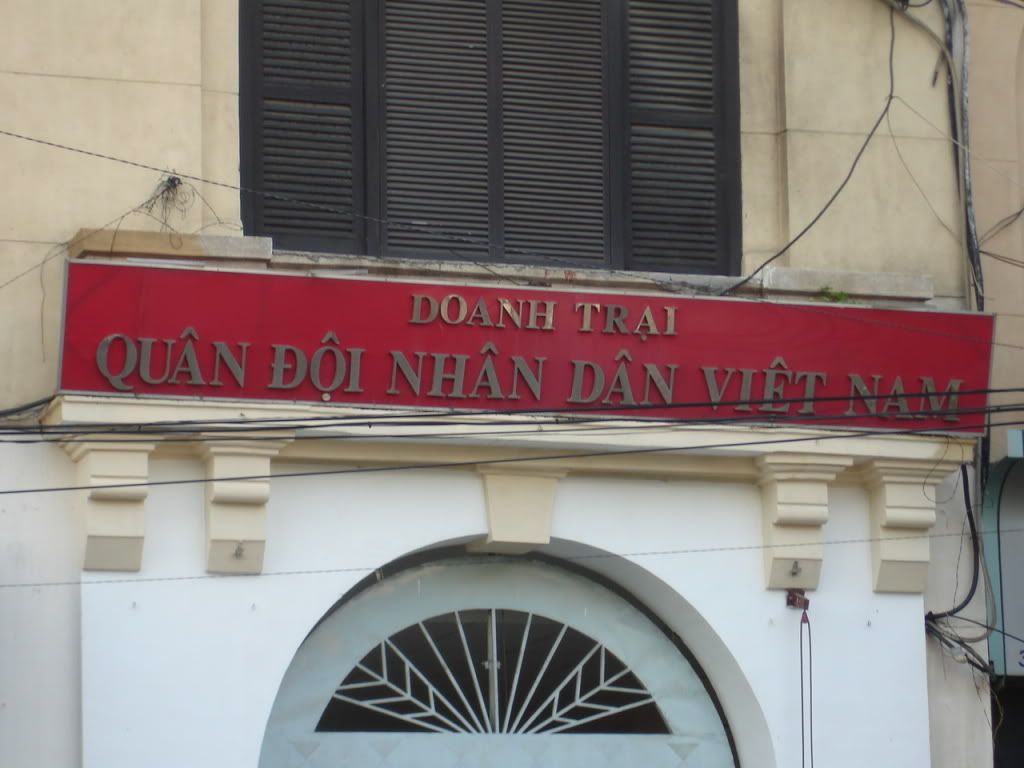 DOANH TRẠI
QUÂN ĐỘI NHÂN DÂN VIỆT NAM